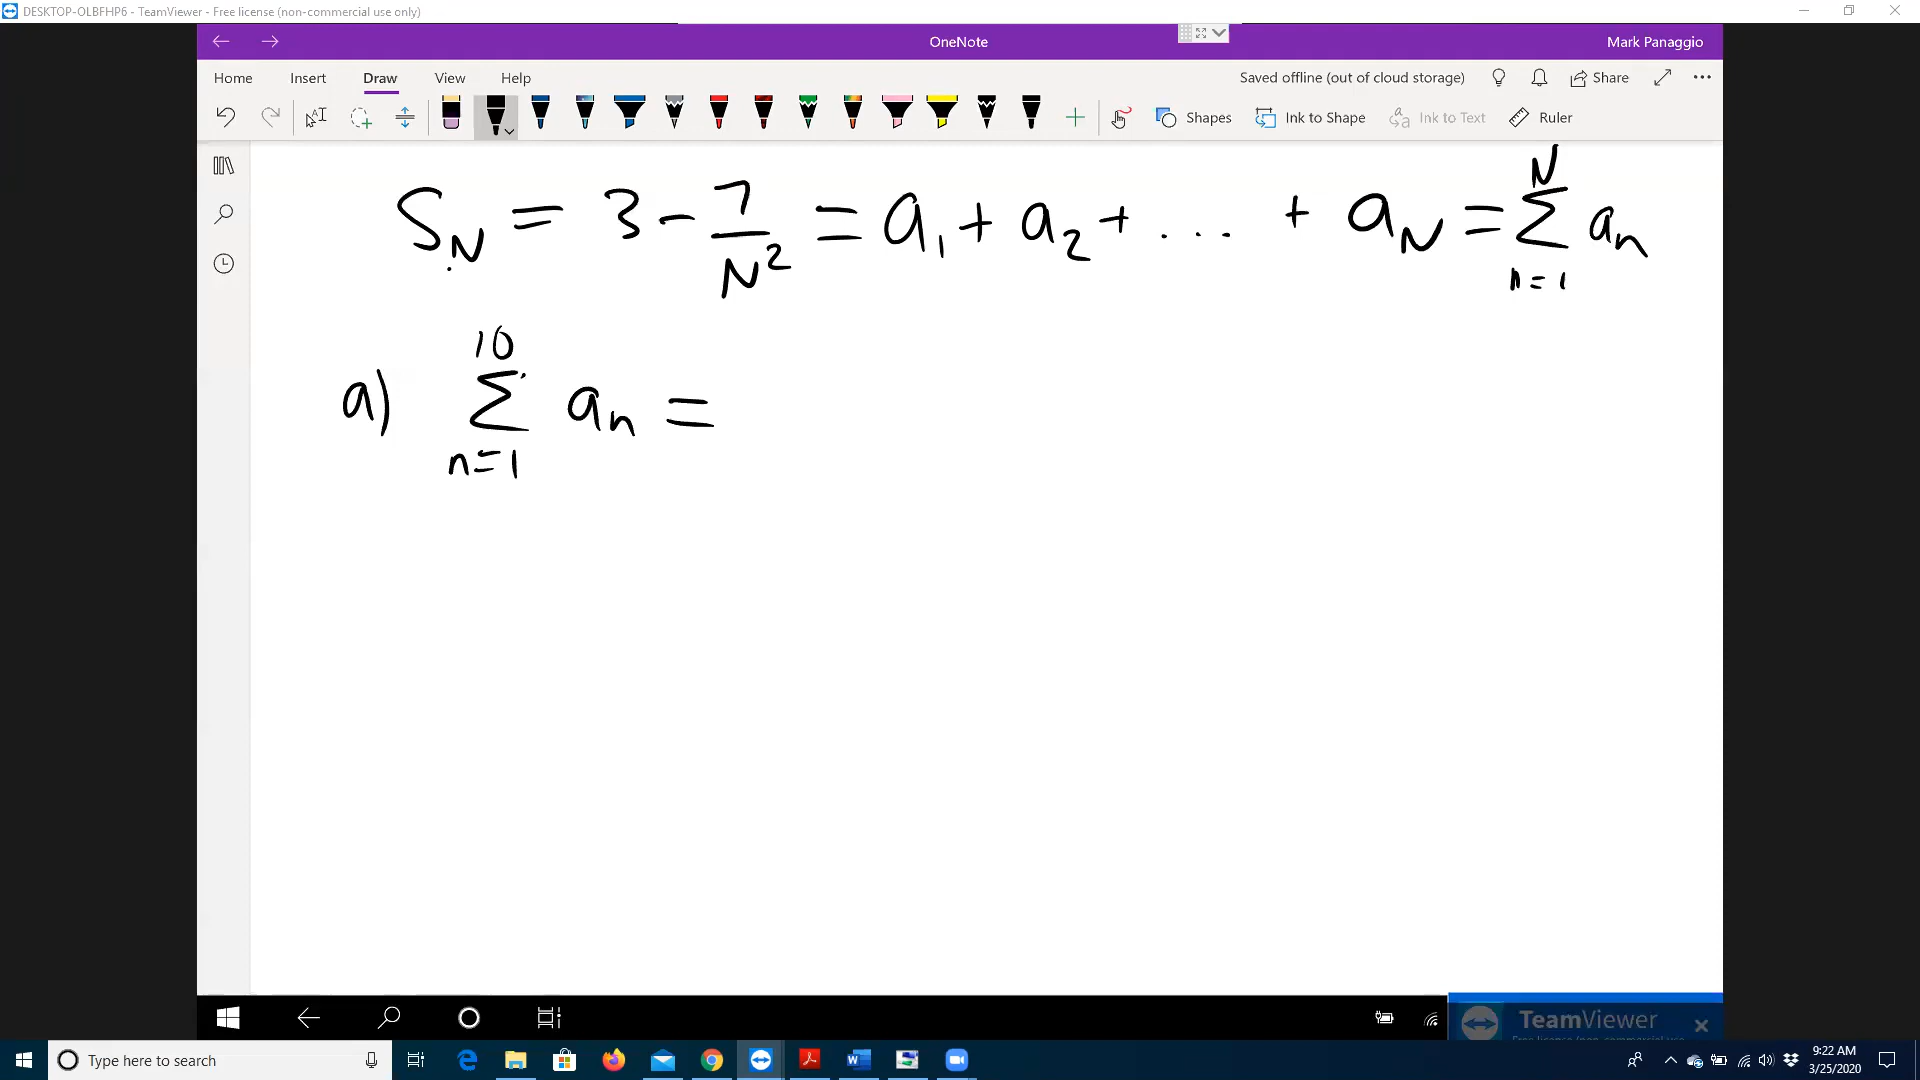 DESKTOP-OLBFHP6 - TeamViewer - Free license (non-commercial use only)
OneNote
Mark Panaggio
Home Insert Draw View Help
Saved offline (out of cloud storage) Share
Shapes Ink to Shape Ink to Text Ruler
S_N = 3 - 7/N² = a₁ + a₂ + ... + a_N = Σ_{n=1}^{N} aₙ
a) Σ_{n=1}^{10} aₙ =
TeamViewer
Type here to search
9:22 AM
3/25/2020